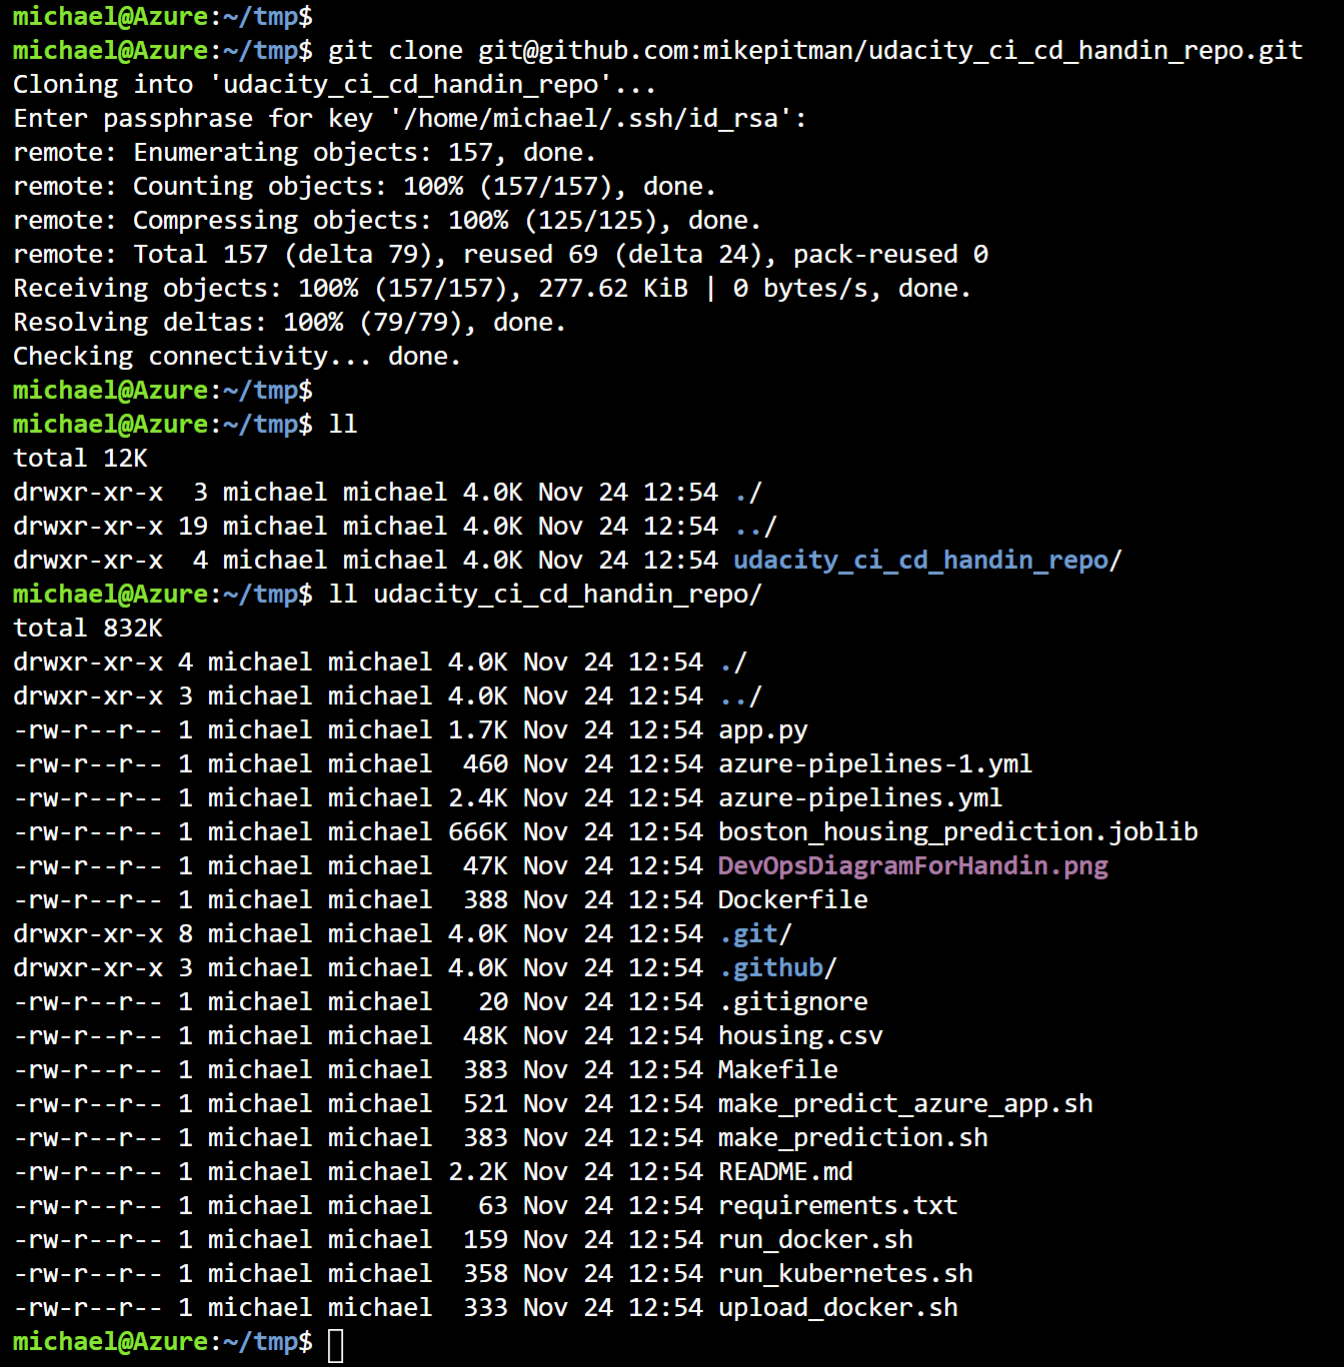 michael@Azure:~/tmp$
michael@Azure:~/tmp$ git clone git@github.com:mikepitman/udacity_ci_cd_handin_repo.git
Cloning into 'udacity_ci_cd_handin_repo'...
Enter passphrase for key '/home/michael/.ssh/id_rsa':
remote: Enumerating objects: 157, done.
remote: Counting objects: 100% (157/157), done.
remote: Compressing objects: 100% (125/125), done.
remote: Total 157 (delta 79), reused 69 (delta 24), pack-reused 0
Receiving objects: 100% (157/157), 277.62 KiB | 0 bytes/s, done.
Resolving deltas: 100% (79/79), done.
Checking connectivity... done.
michael@Azure:~/tmp$
michael@Azure:~/tmp$ ll
total 12K
drwxr-xr-x  3 michael michael 4.0K Nov 24 12:54 ./
drwxr-xr-x 19 michael michael 4.0K Nov 24 12:54 ../
drwxr-xr-x  4 michael michael 4.0K Nov 24 12:54 udacity_ci_cd_handin_repo/
michael@Azure:~/tmp$ ll udacity_ci_cd_handin_repo/
total 832K
drwxr-xr-x 4 michael michael 4.0K Nov 24 12:54 ./
drwxr-xr-x 3 michael michael 4.0K Nov 24 12:54 ../
-rw-r--r-- 1 michael michael 1.7K Nov 24 12:54 app.py
-rw-r--r-- 1 michael michael  460 Nov 24 12:54 azure-pipelines-1.yml
-rw-r--r-- 1 michael michael 2.4K Nov 24 12:54 azure-pipelines.yml
-rw-r--r-- 1 michael michael 666K Nov 24 12:54 boston_housing_prediction.joblib
-rw-r--r-- 1 michael michael  47K Nov 24 12:54 DevOpsDiagramForHandin.png
-rw-r--r-- 1 michael michael  388 Nov 24 12:54 Dockerfile
drwxr-xr-x 8 michael michael 4.0K Nov 24 12:54 .git/
drwxr-xr-x 3 michael michael 4.0K Nov 24 12:54 .github/
-rw-r--r-- 1 michael michael   20 Nov 24 12:54 .gitignore
-rw-r--r-- 1 michael michael  48K Nov 24 12:54 housing.csv
-rw-r--r-- 1 michael michael  383 Nov 24 12:54 Makefile
-rw-r--r-- 1 michael michael  521 Nov 24 12:54 make_predict_azure_app.sh
-rw-r--r-- 1 michael michael  383 Nov 24 12:54 make_prediction.sh
-rw-r--r-- 1 michael michael 2.2K Nov 24 12:54 README.md
-rw-r--r-- 1 michael michael   63 Nov 24 12:54 requirements.txt
-rw-r--r-- 1 michael michael  159 Nov 24 12:54 run_docker.sh
-rw-r--r-- 1 michael michael  358 Nov 24 12:54 run_kubernetes.sh
-rw-r--r-- 1 michael michael  333 Nov 24 12:54 upload_docker.sh
michael@Azure:~/tmp$